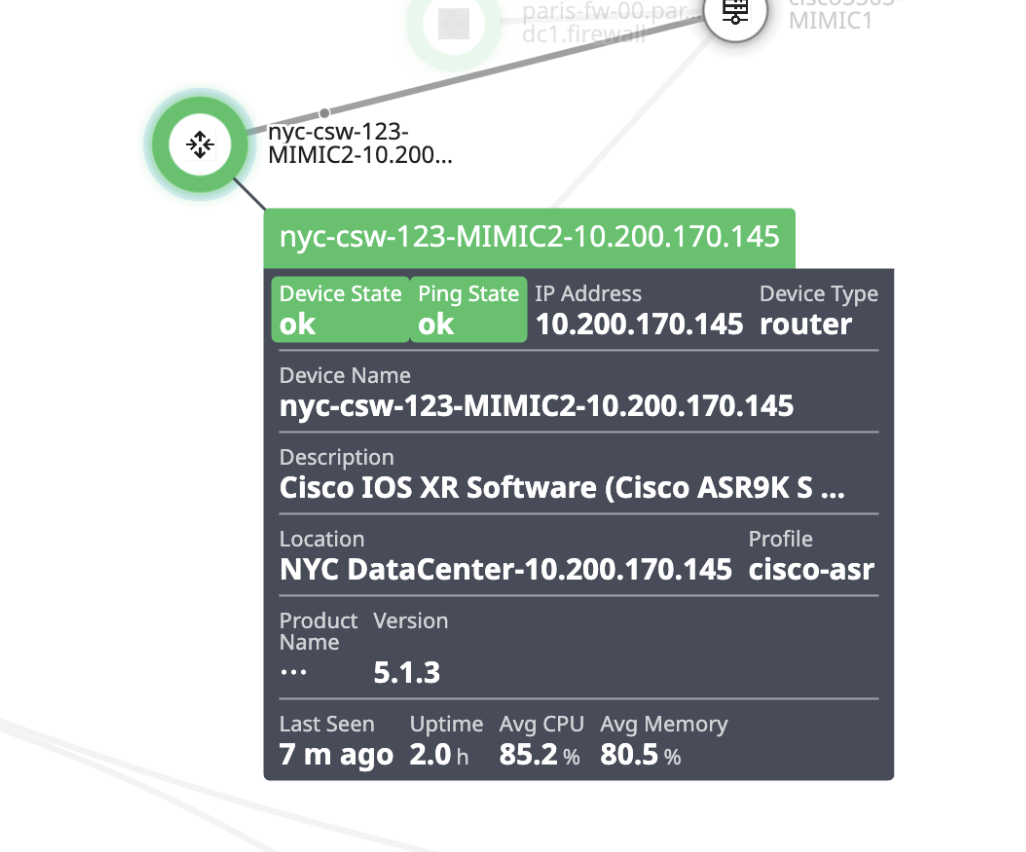 paris-fw-00.par...
dc1.firewall
MIMIC1
nyc-csw-123-
MIMIC2-10.200...
nyc-csw-123-MIMIC2-10.200.170.145
Device State Ping State IP Address Device Type
ok ok 10.200.170.145 router
Device Name
nyc-csw-123-MIMIC2-10.200.170.145
Description
Cisco IOS XR Software (Cisco ASR9K S ...
Location Profile
NYC DataCenter-10.200.170.145 cisco-asr
Product Version
Name
... 5.1.3
Last Seen Uptime Avg CPU Avg Memory
7 m ago 2.0 h 85.2 % 80.5 %